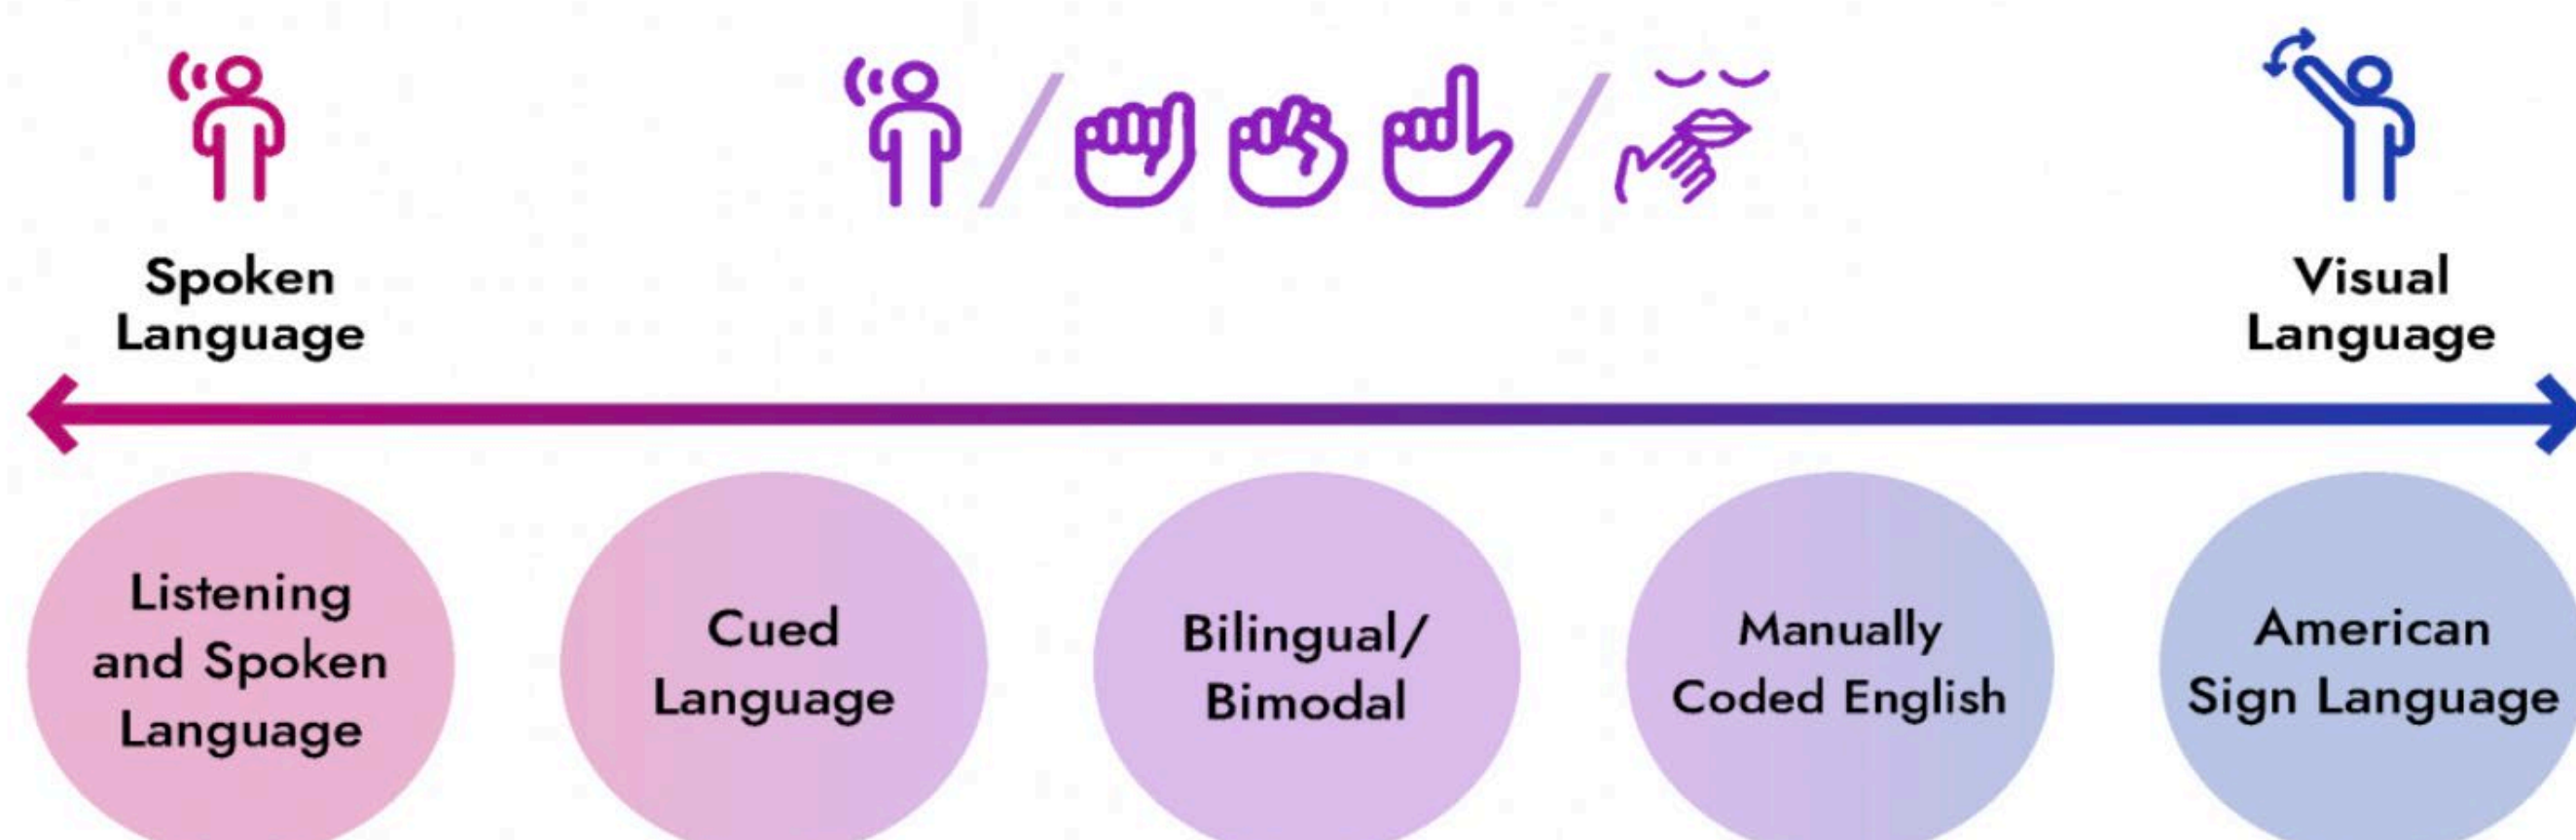 Spoken
Language
Visual
Language
Listening
and Spoken
Language
Cued
Language
Bilingual/
Bimodal
Manually
Coded English
American
Sign Language